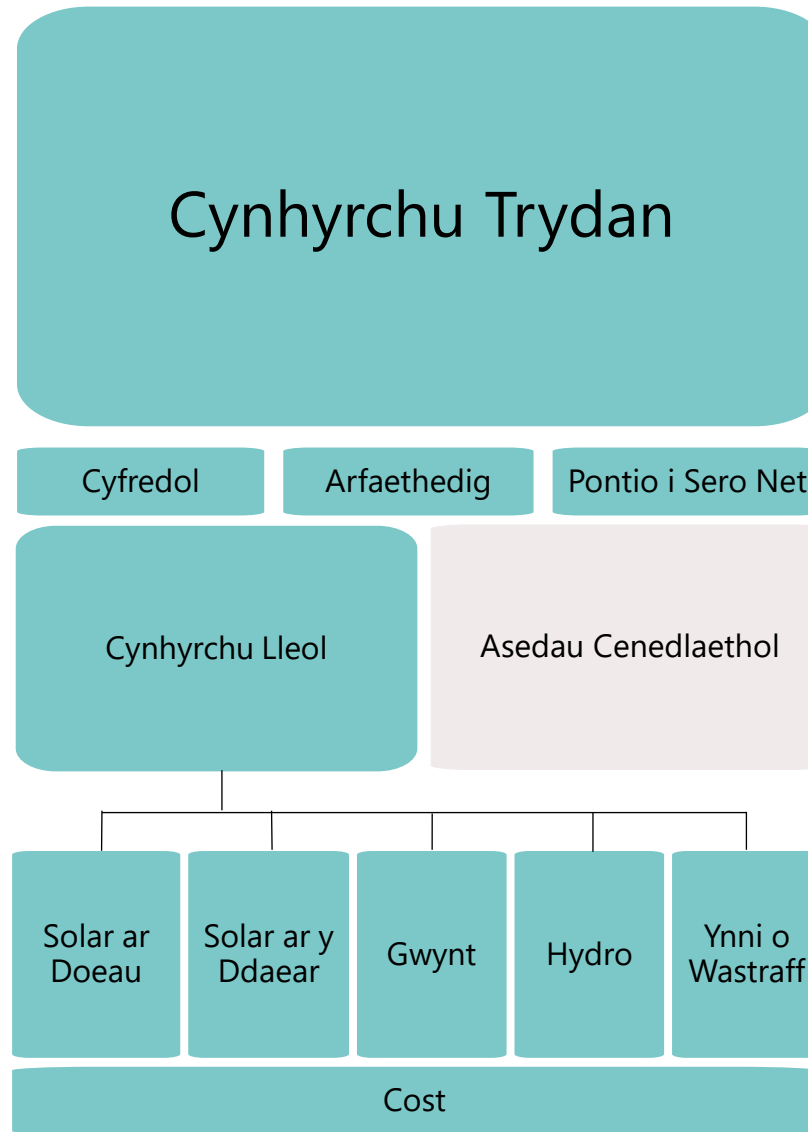 Cynhyrchu Trydan
Cyfredol
Arfaethedig
Pontio i Sero Net
Cynhyrchu Lleol
Asedau Cenedlaethol
Solar ar
Doeau
Solar ar y
Ddaear
Gwynt
Hydro
Ynni o
Wastraff
Cost